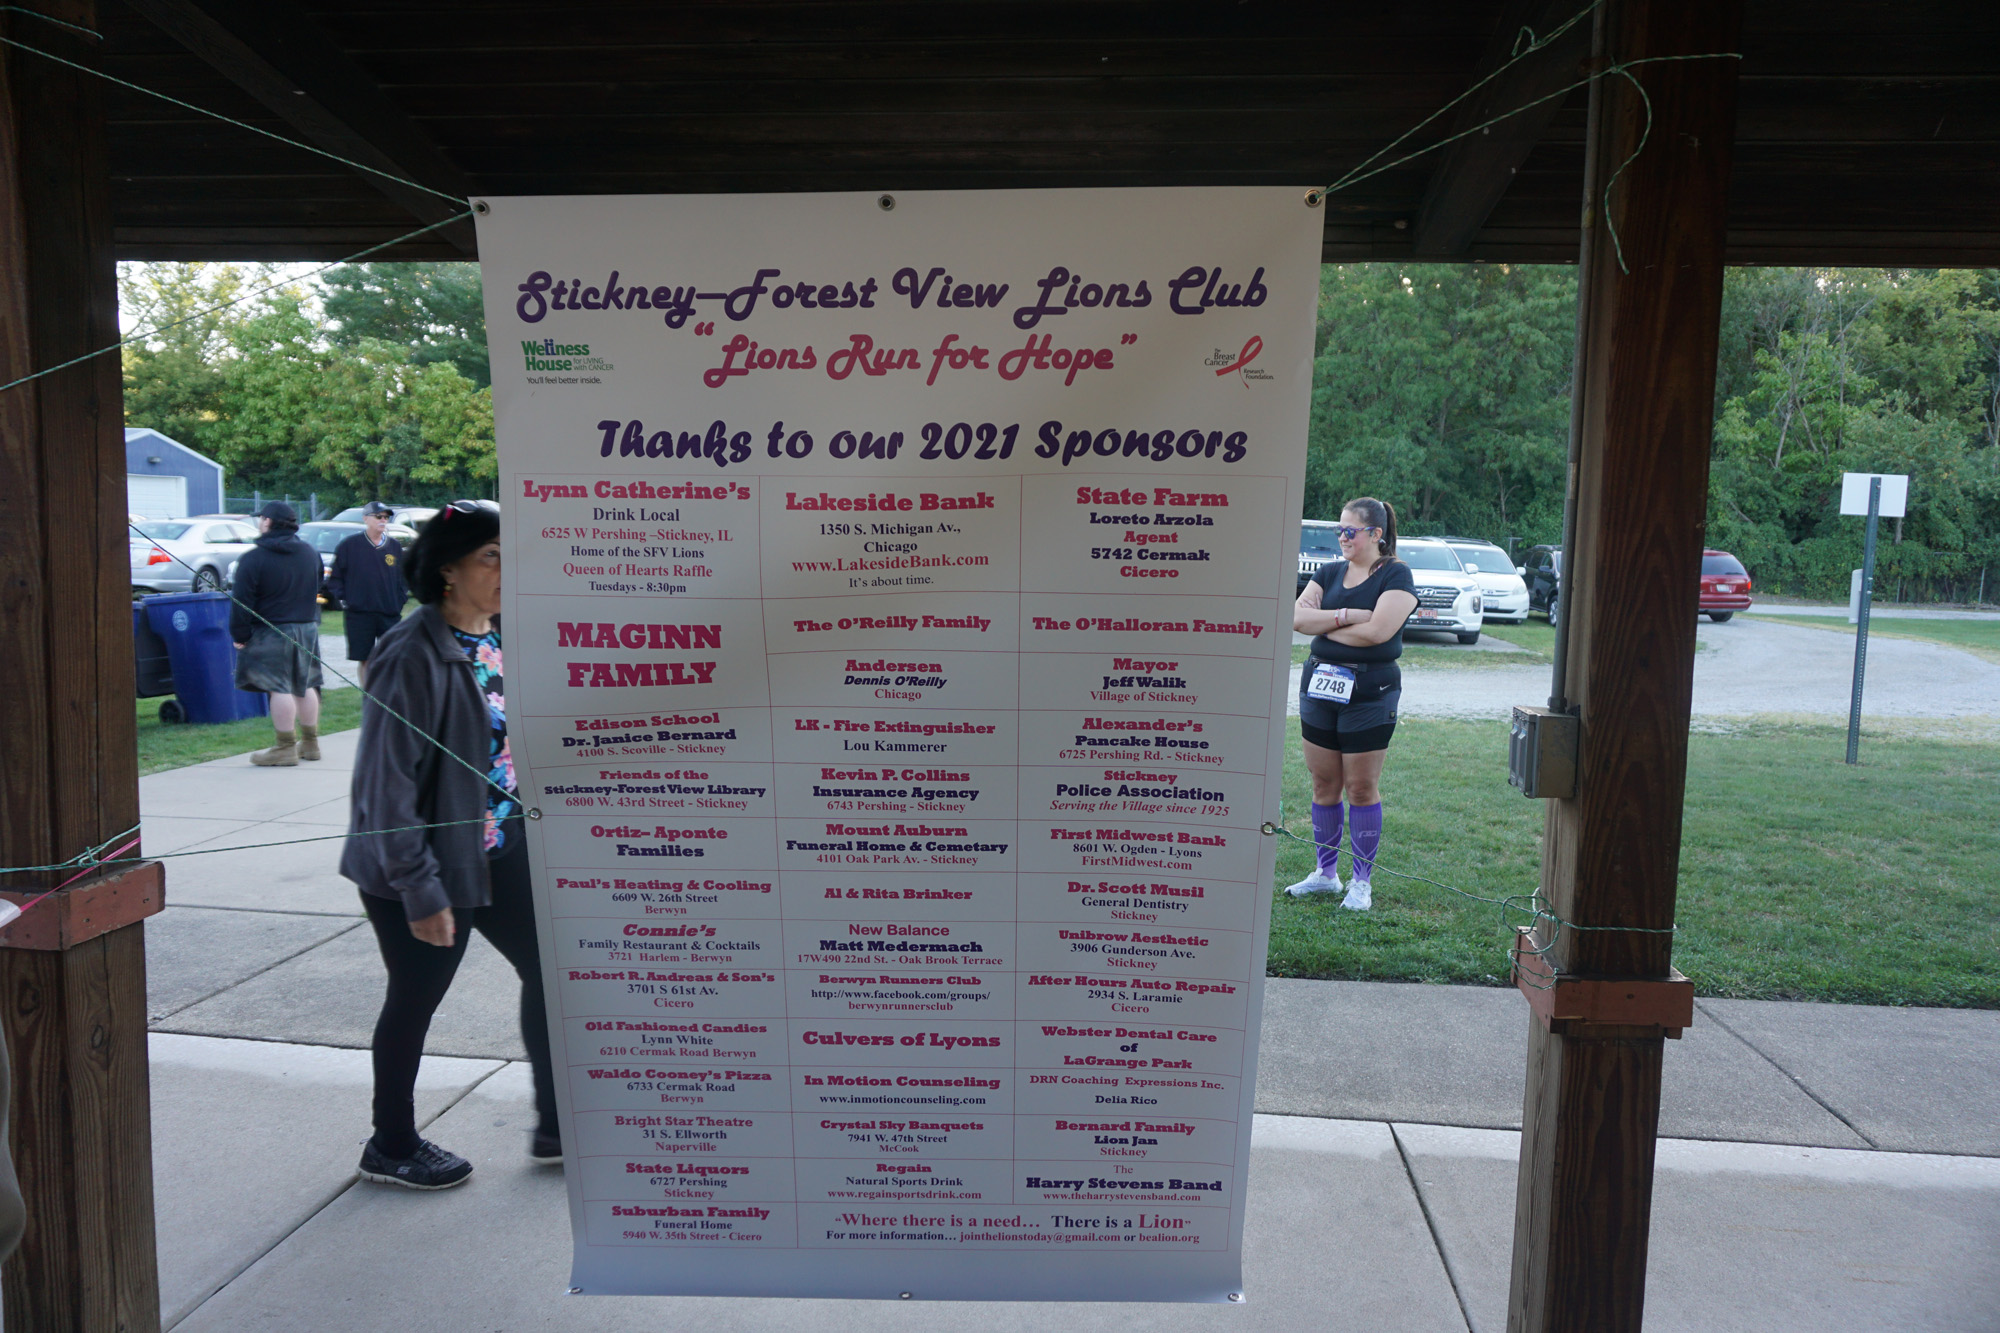 Stickney–Forest View Lions Club
"Lions Run for Hope"
Wellness
House for LIVING
with CANCER
You'll feel better inside.
The
Breast
Cancer
Research
Foundation.
Thanks to our 2021 Sponsors
Lynn Catherine's
Drink Local
6525 W Pershing –Stickney, IL
Home of the SFV Lions
Queen of Hearts Raffle
Tuesdays - 8:30pm
Lakeside Bank
1350 S. Michigan Av.,
Chicago
www.LakesideBank.com
It's about time.
State Farm
Loreto Arzola
Agent
5742 Cermak
Cicero
MAGINN
FAMILY
The O'Reilly Family
The O'Halloran Family
Andersen
Dennis O'Reilly
Chicago
Mayor
Jeff Walik
Village of Stickney
Edison School
Dr. Janice Bernard
4100 S. Scoville - Stickney
LK - Fire Extinguisher
Lou Kammerer
Alexander's
Pancake House
6725 Pershing Rd. - Stickney
Friends of the
Stickney-Forest View Library
6800 W. 43rd Street - Stickney
Kevin P. Collins
Insurance Agency
6743 Pershing - Stickney
Stickney
Police Association
Serving the Village since 1925
Ortiz– Aponte
Families
Mount Auburn
Funeral Home & Cemetary
4101 Oak Park Av. - Stickney
First Midwest Bank
8601 W. Ogden - Lyons
FirstMidwest.com
Paul's Heating & Cooling
6609 W. 26th Street
Berwyn
Al & Rita Brinker
Dr. Scott Musil
General Dentistry
Stickney
Connie's
Family Restaurant & Cocktails
3721 Harlem - Berwyn
New Balance
Matt Medermach
17W490 22nd St. - Oak Brook Terrace
Unibrow Aesthetic
3906 Gunderson Ave.
Stickney
Robert R. Andreas & Son's
3701 S 61st Av.
Cicero
Berwyn Runners Club
http://www.facebook.com/groups/
berwynrunnersclub
After Hours Auto Repair
2934 S. Laramie
Cicero
Old Fashioned Candies
Lynn White
6210 Cermak Road Berwyn
Culvers of Lyons
Webster Dental Care
of
LaGrange Park
Waldo Cooney's Pizza
6733 Cermak Road
Berwyn
In Motion Counseling
www.inmotioncounseling.com
DRN Coaching Expressions Inc.
Delia Rico
Bright Star Theatre
31 S. Ellworth
Naperville
Crystal Sky Banquets
7941 W. 47th Street
McCook
Bernard Family
Lion Jan
Stickney
State Liquors
6727 Pershing
Stickney
Regain
Natural Sports Drink
www.regainsportsdrink.com
The
Harry Stevens Band
www.theharrystevensband.com
Suburban Family
Funeral Home
5940 W. 35th Street - Cicero
"Where there is a need… There is a Lion"
For more information… jointhelionstoday@gmail.com or bealion.org
2748